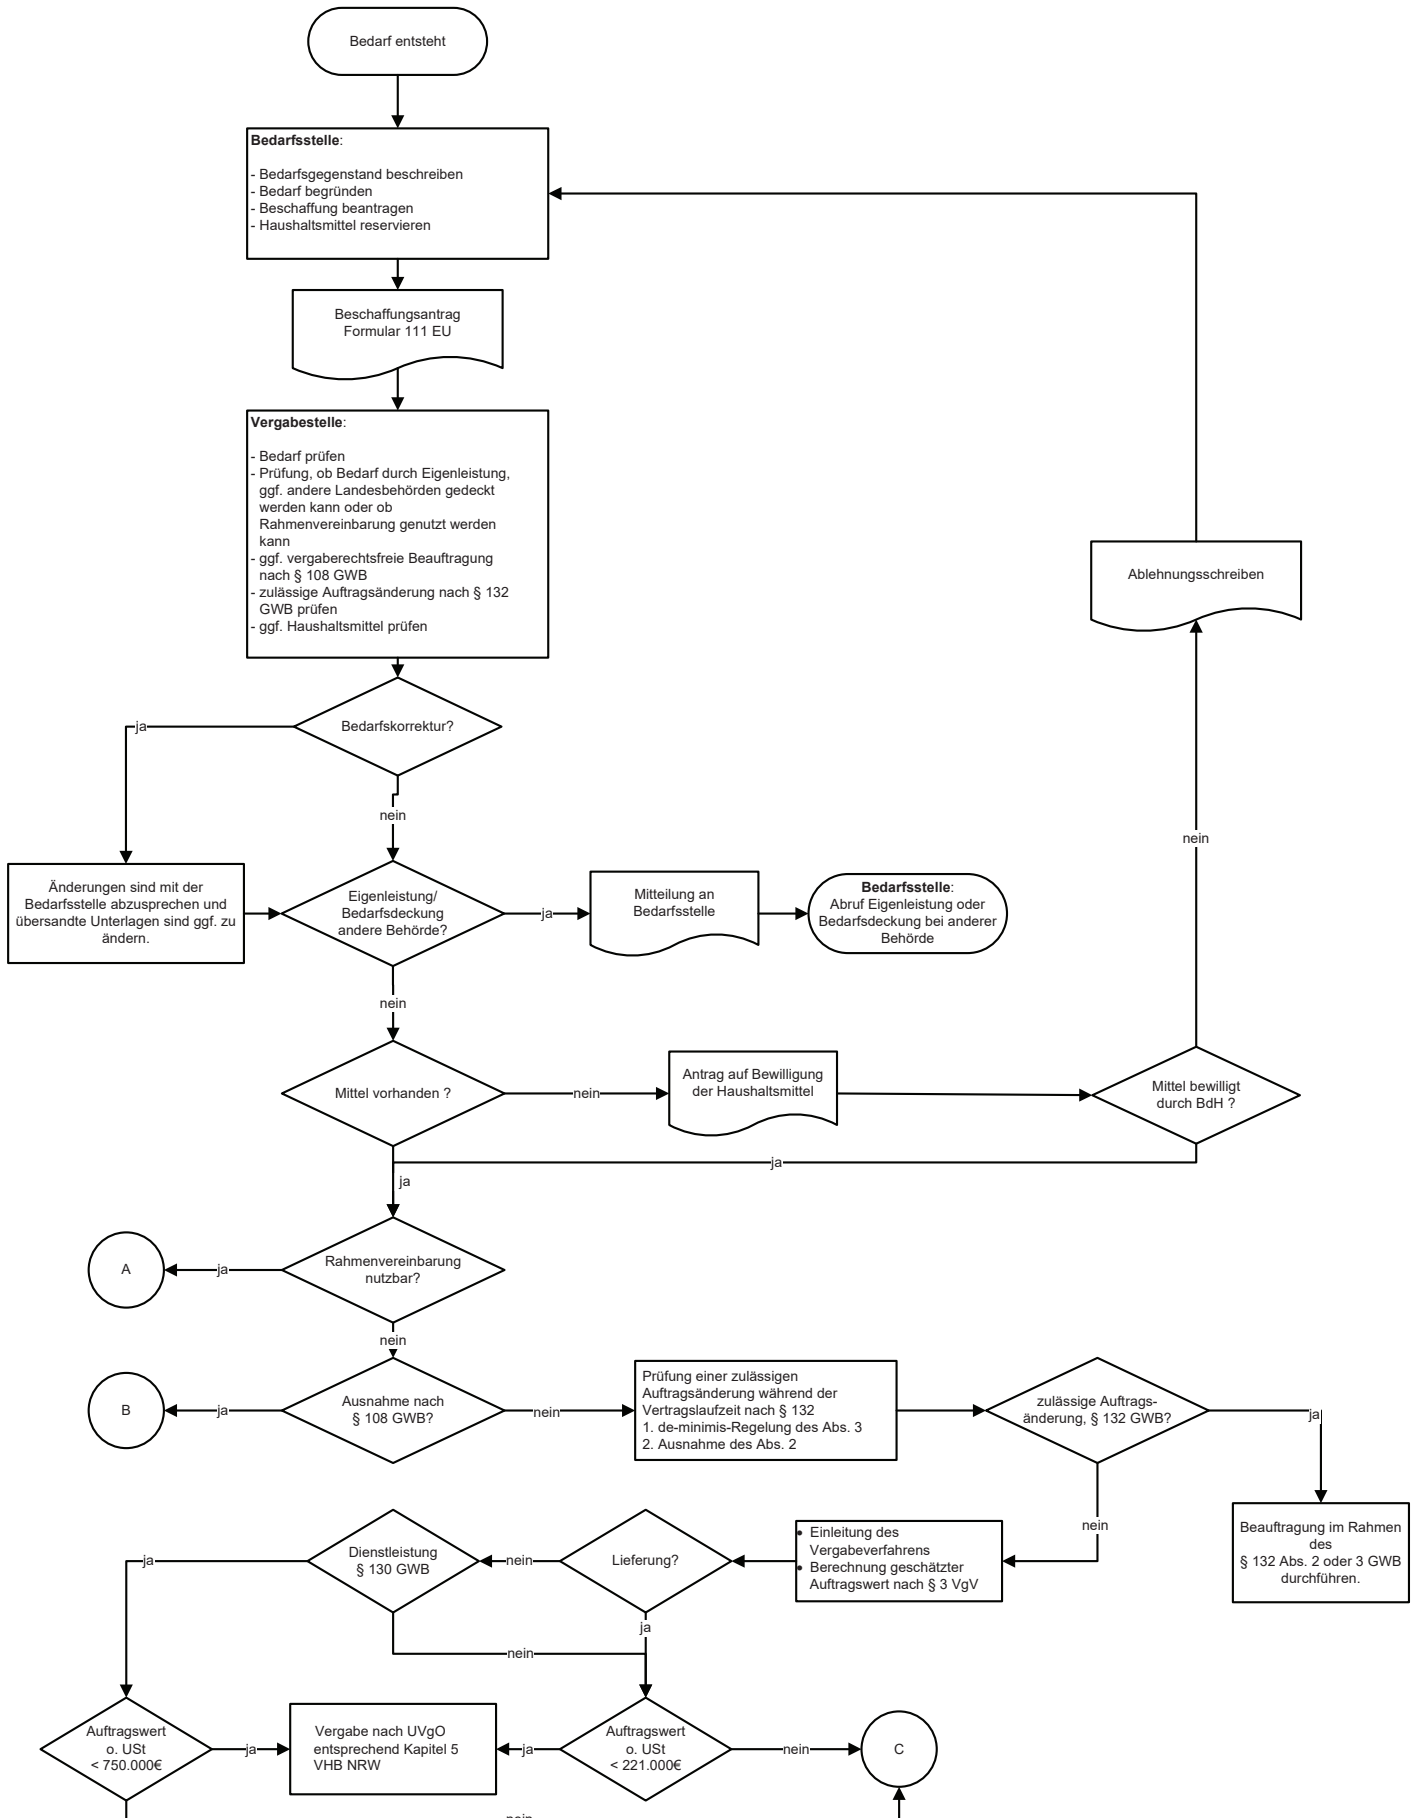 Bedarf entsteht
Bedarfsstelle:
- Bedarfsgegenstand beschreiben
- Bedarf begründen
- Beschaffung beantragen
- Haushaltsmittel reservieren
Beschaffungsantrag
Formular 111 EU
Vergabestelle:
- Bedarf prüfen
- Prüfung, ob Bedarf durch Eigenleistung,
ggf. andere Landesbehörden gedeckt
werden kann oder ob
Rahmenvereinbarung genutzt werden
kann
- ggf. vergaberechtsfreie Beauftragung
nach § 108 GWB
- zulässige Auftragsänderung nach § 132
GWB prüfen
- ggf. Haushaltsmittel prüfen
Ablehnungsschreiben
Bedarfskorrektur?
ja
nein
nein
Änderungen sind mit der
Bedarfsstelle abzusprechen und
übersandte Unterlagen sind ggf. zu
ändern.
Eigenleistung/
Bedarfsdeckung
andere Behörde?
ja
Mitteilung an
Bedarfsstelle
Bedarfsstelle:
Abruf Eigenleistung oder
Bedarfsdeckung bei anderer
Behörde
nein
Mittel vorhanden ?
nein
Antrag auf Bewilligung
der Haushaltsmittel
Mittel bewilligt
durch BdH ?
ja
ja
A
ja
Rahmenvereinbarung
nutzbar?
nein
B
ja
Ausnahme nach
§ 108 GWB?
nein
Prüfung einer zulässigen
Auftragsänderung während der
Vertragslaufzeit nach § 132
1. de-minimis-Regelung des Abs. 3
2. Ausnahme des Abs. 2
zulässige Auftrags-
änderung, § 132 GWB?
ja
nein
Beauftragung im Rahmen
des
§ 132 Abs. 2 oder 3 GWB
durchführen.
• Einleitung des
Vergabeverfahrens
• Berechnung geschätzter
Auftragswert nach § 3 VgV
Lieferung?
nein
Dienstleistung
§ 130 GWB
ja
ja
nein
Auftragswert
o. USt
< 750.000€
ja
Vergabe nach UVgO
entsprechend Kapitel 5
VHB NRW
ja
Auftragswert
o. USt
< 221.000€
nein
C
nein